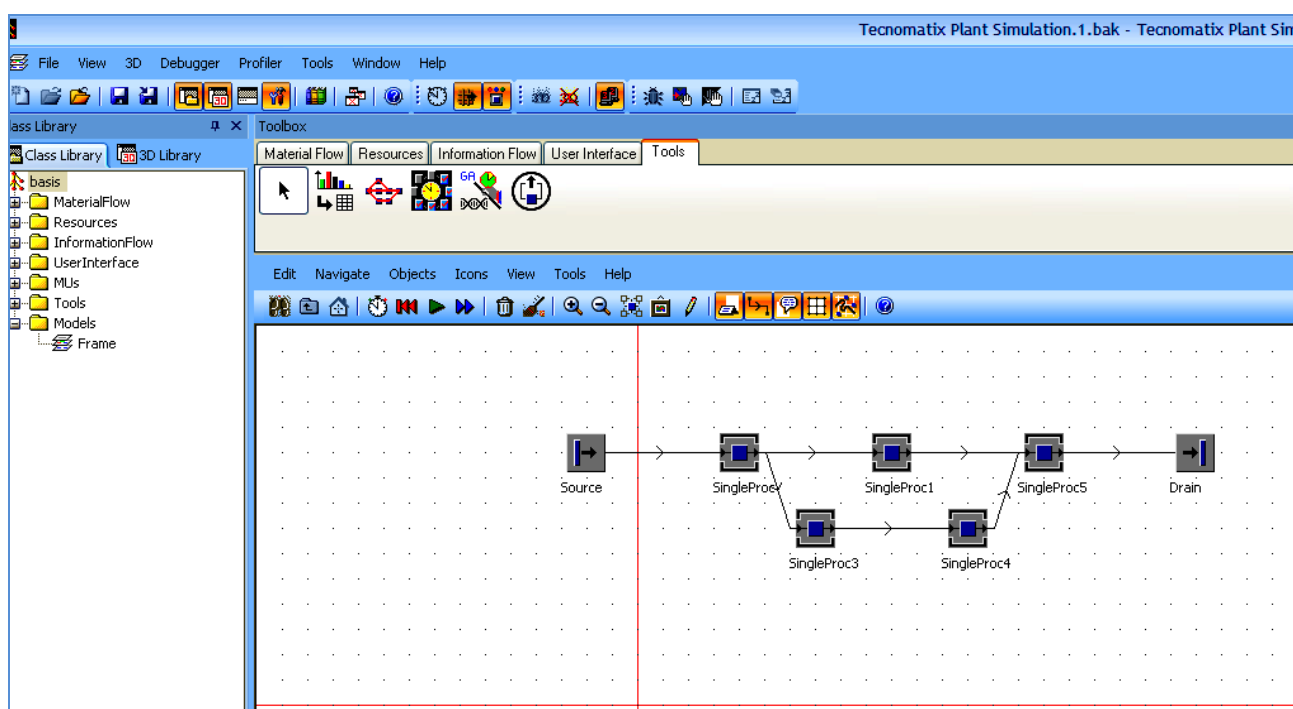 Tecnomatix Plant Simulation.1.bak - Tecnomatix Plant Sim
File View 3D Debugger Profiler Tools Window Help
lass Library
Toolbox
Class Library 3D Library
Material Flow Resources Information Flow User Interface Tools
basis
MaterialFlow
Resources
InformationFlow
UserInterface
MUs
Tools
Models
Frame
GA
Edit Navigate Objects Icons View Tools Help
Source
SingleProc
SingleProc1
SingleProc5
Drain
SingleProc3
SingleProc4